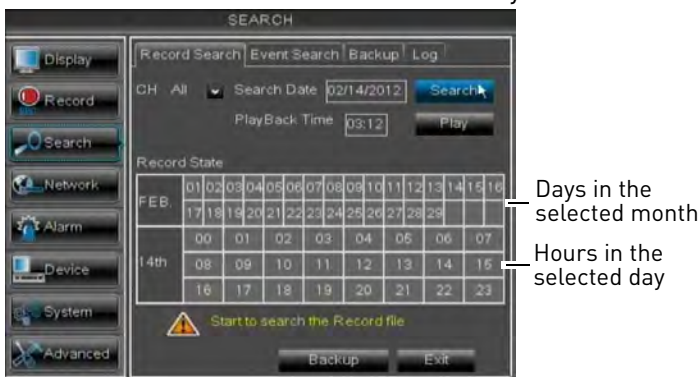 SEARCH
Display
Record
Search
Network
Alarm
Device
System
Advanced
Record Search Event Search Backup Log
CH All Search Date 02/14/2012 Search
PlayBack Time 03:12 Play
Record State
FEB.
01 02 03 04 05 06 07 08 09 10 11 12 13 14 15 16
17 18 19 20 21 22 23 24 25 26 27 28 29
14th
00 01 02 03 04 05 06 07
08 09 10 11 12 13 14 15
16 17 18 19 20 21 22 23
Start to search the Record file
Backup Exit
Days in the
selected month
Hours in the
selected day